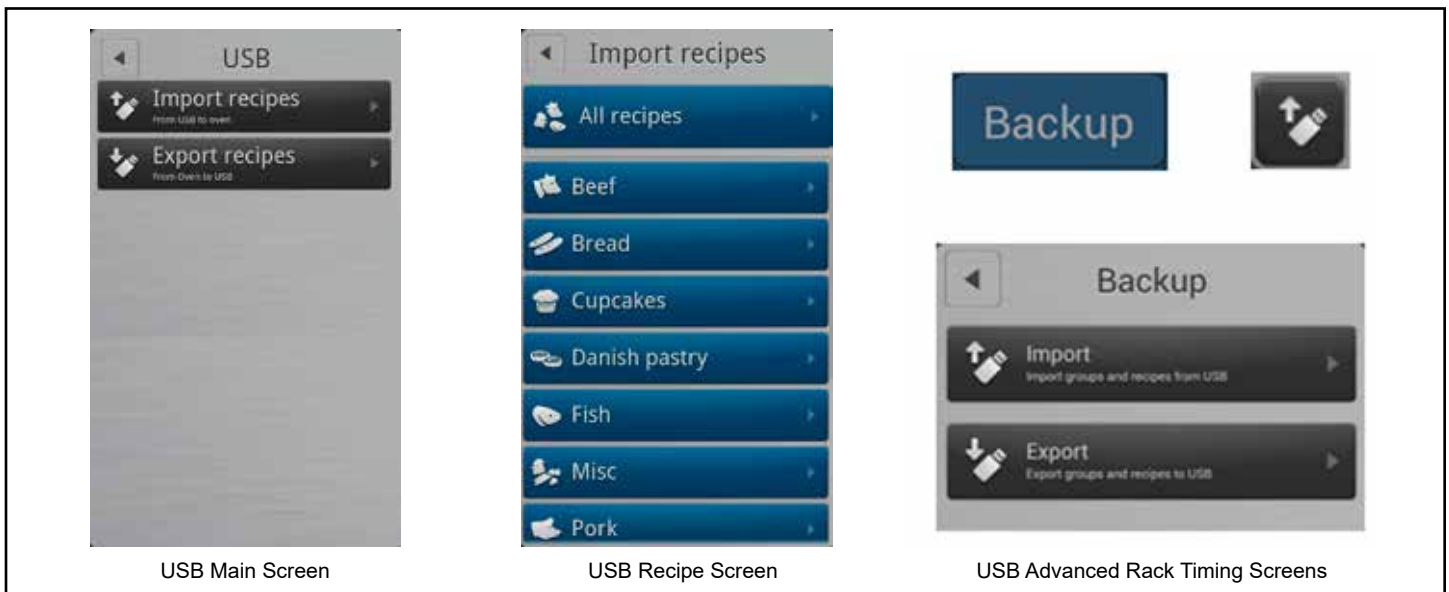 USB
Import recipes
From USB to oven
Export recipes
From Oven to USB
USB Main Screen
Import recipes
All recipes
Beef
Bread
Cupcakes
Danish pastry
Fish
Misc
Pork
USB Recipe Screen
Backup
Backup
Import
Import groups and recipes from USB
Export
Export groups and recipes to USB
USB Advanced Rack Timing Screens